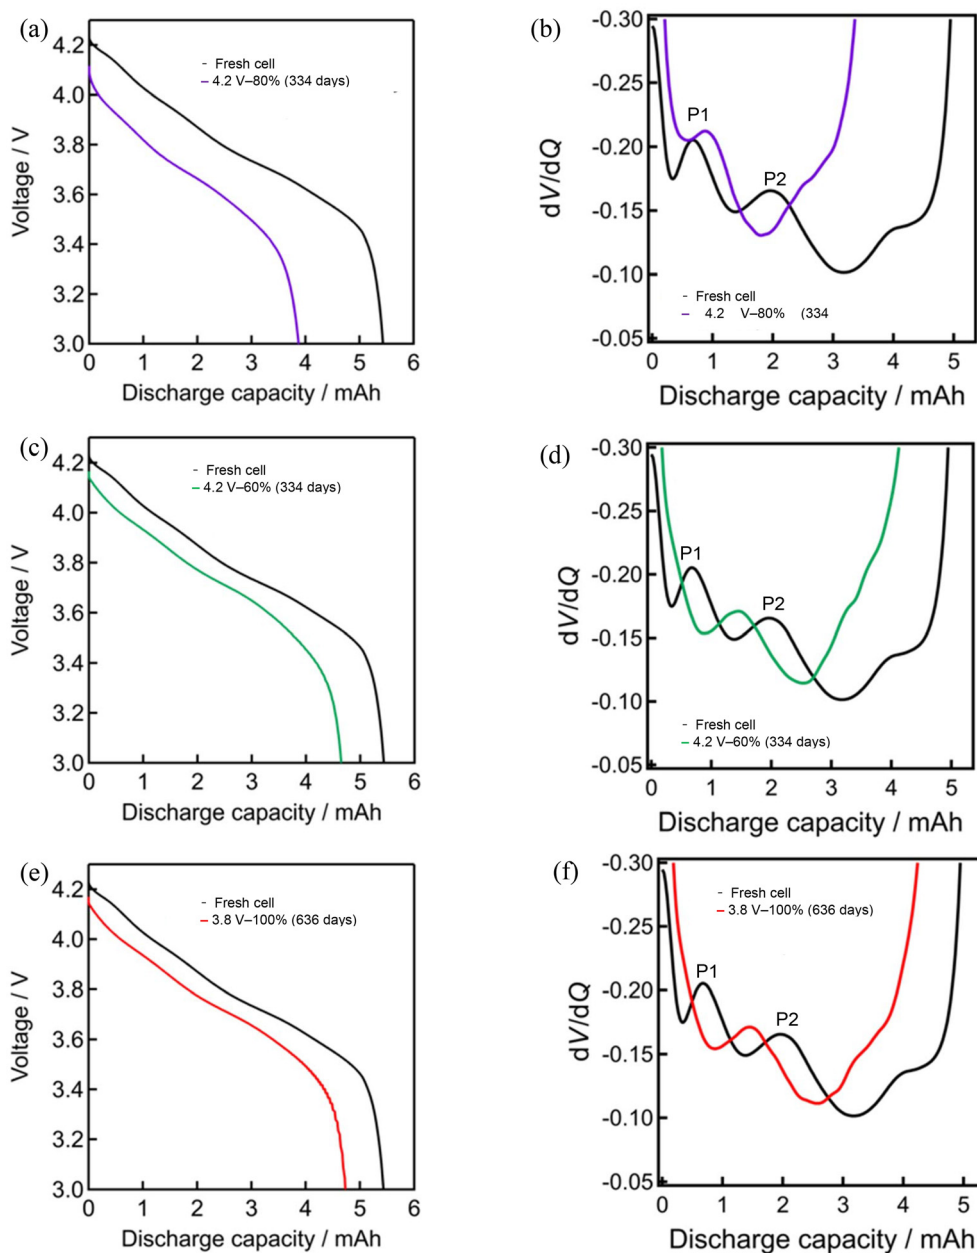 (a)
4.2
4.0
3.8
3.6
3.4
3.2
3.0
Voltage / V
- Fresh cell
- 4.2 V–80% (334 days)
0 1 2 3 4 5 6
Discharge capacity / mAh
(b)
-0.30
-0.25
-0.20
-0.15
-0.10
-0.05
dV/dQ
P1
P2
- Fresh cell
- 4.2 V–80% (334
0 1 2 3 4 5
Discharge capacity / mAh
(c)
4.2
4.0
3.8
3.6
3.4
3.2
3.0
Voltage / V
- Fresh cell
- 4.2 V–60% (334 days)
0 1 2 3 4 5 6
Discharge capacity / mAh
(d)
-0.30
-0.25
-0.20
-0.15
-0.10
-0.05
dV/dQ
P1
P2
- Fresh cell
- 4.2 V–60% (334 days)
0 1 2 3 4 5
Discharge capacity / mAh
(e)
4.2
4.0
3.8
3.6
3.4
3.2
3.0
Voltage / V
- Fresh cell
- 3.8 V–100% (636 days)
0 1 2 3 4 5 6
Discharge capacity / mAh
(f)
-0.30
-0.25
-0.20
-0.15
-0.10
-0.05
dV/dQ
- Fresh cell
- 3.8 V–100% (636 days)
P1
P2
0 1 2 3 4 5
Discharge capacity / mAh